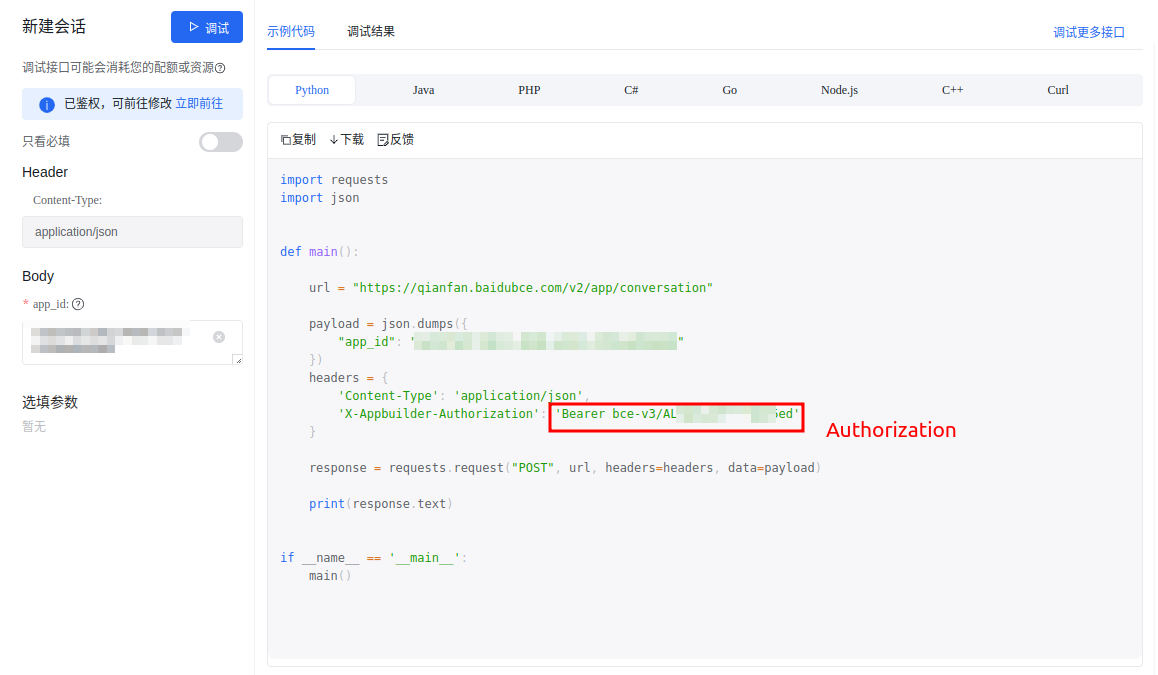 新建会话
调试
调试接口可能会消耗您的配额或资源
已鉴权，可前往修改 立即前往
只看必填
Header
Content-Type:
application/json
Body
* app_id:
选填参数
暂无
示例代码
调试结果
调试更多接口
Python
Java
PHP
C#
Go
Node.js
C++
Curl
复制
下载
反馈
import requests
import json
def main():
url = "https://qianfan.baidubce.com/v2/app/conversation"
payload = json.dumps({
"app_id": " "
})
headers = {
'Content-Type': 'application/json',
'X-Appbuilder-Authorization': 'Bearer bce-v3/AL ed'
}
Authorization
response = requests.request("POST", url, headers=headers, data=payload)
print(response.text)
if __name__ == '__main__':
main()